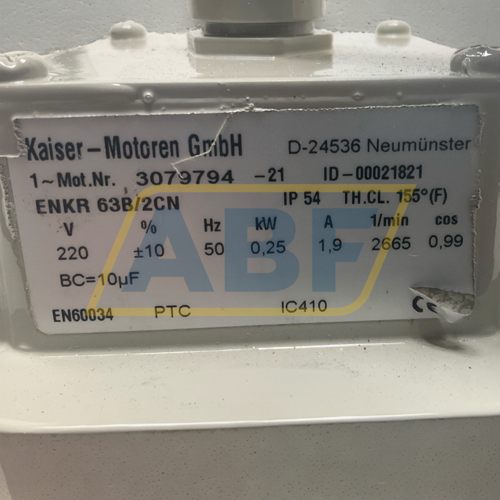 Kaiser-Motoren GmbH D-24536 Neumünster
1~Mot.Nr. 3079794 -21 ID-00021821
ENKR 63B/2CN IP 54 TH.CL. 155°(F)
V % Hz kW A 1/min cos
220 ±10 50 0,25 1,9 2665 0,99
BC=10µF
EN60034 PTC IC410 CE
ABF